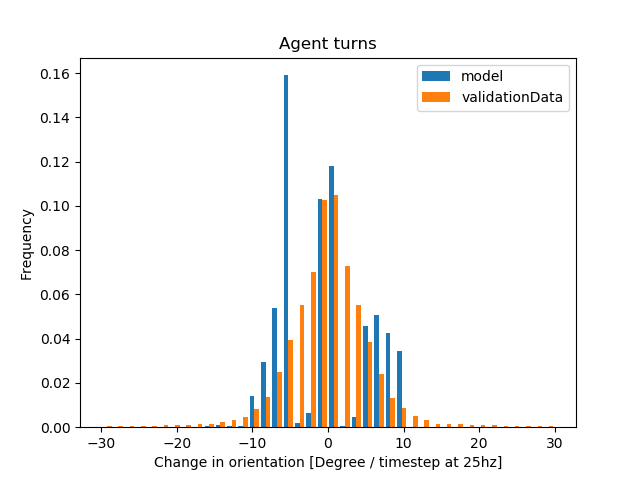 Agent turns
model
validationData
0.16
0.14
0.12
0.10
0.08
0.06
0.04
0.02
0.00
Frequency
−30 −20 −10 0 10 20 30
Change in orientation [Degree / timestep at 25hz]